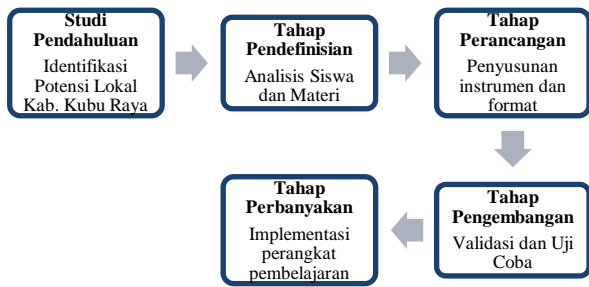 Studi
Pendahuluan
Identifikasi
Potensi Lokal
Kab. Kubu Raya
Tahap
Pendefinisian
Analisis Siswa
dan Materi
Tahap
Perancangan
Penyusunan
instrumen dan
format
Tahap
Pengembangan
Validasi dan Uji
Coba
Tahap
Perbanyakan
Implementasi
perangkat
pembelajaran